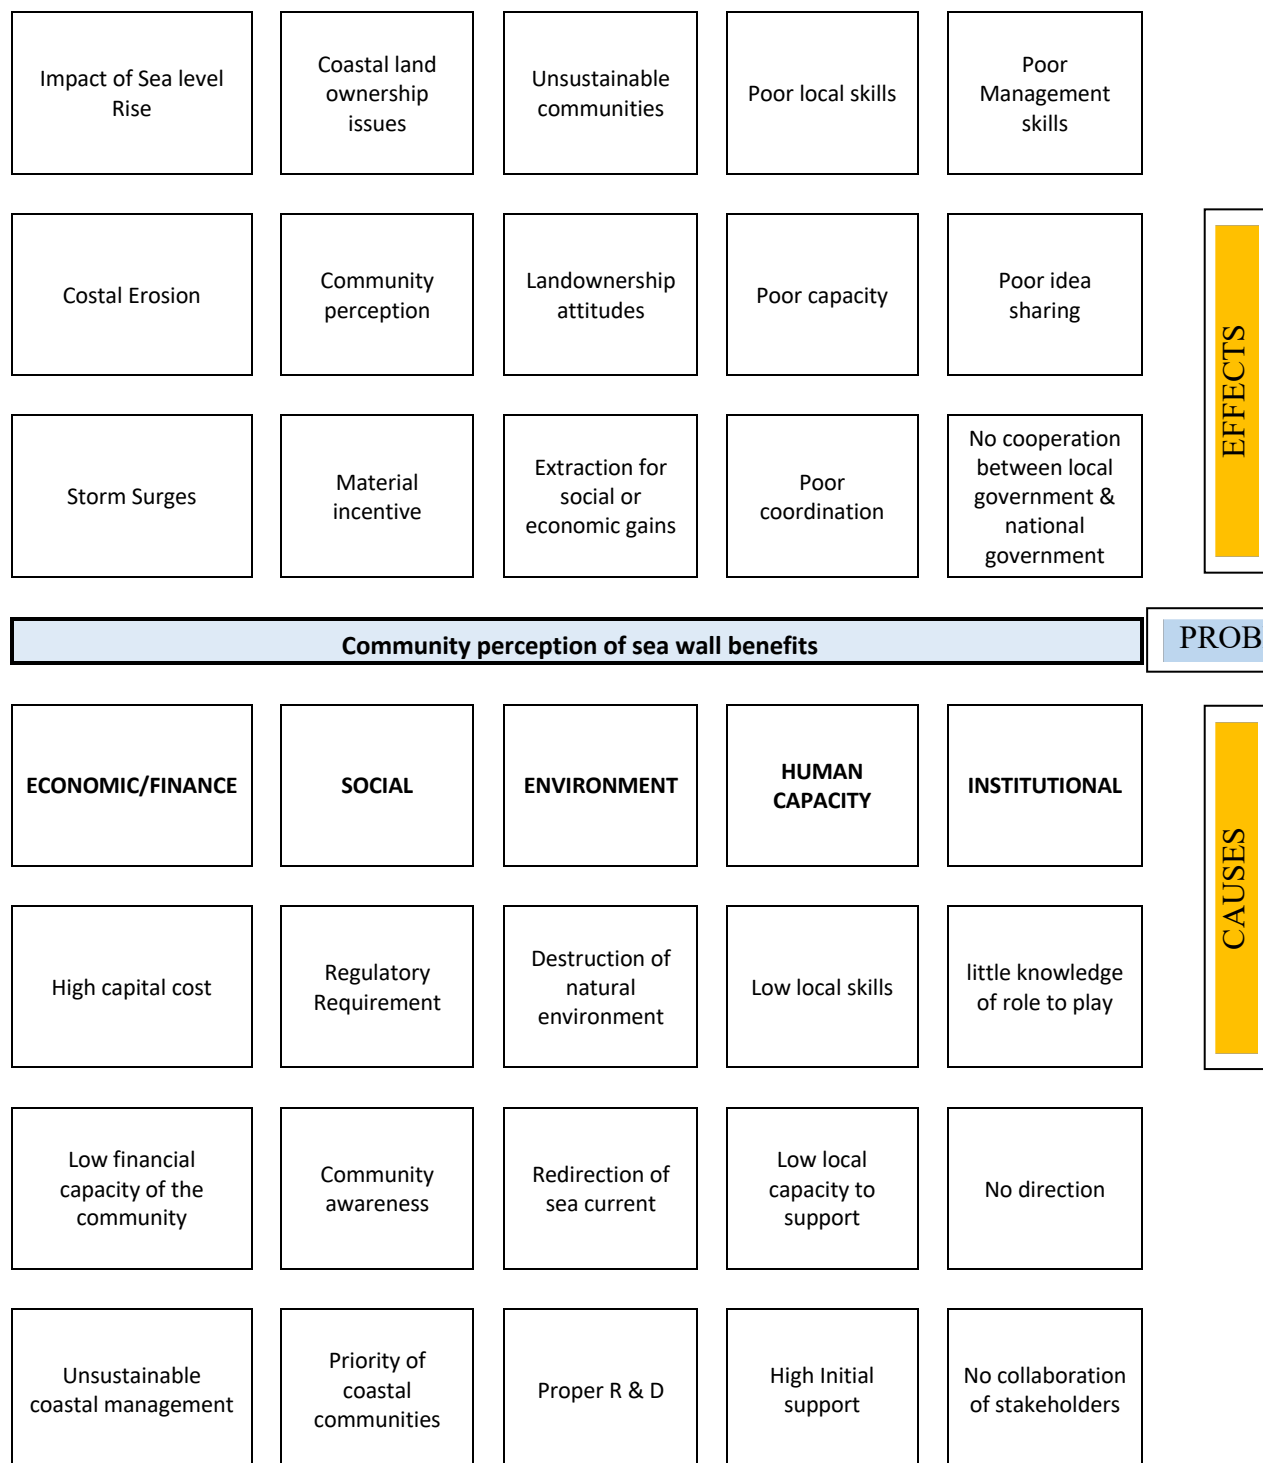 Impact of Sea level
Rise
Coastal land
ownership
issues
Unsustainable
communities
Poor local skills
Poor
Management
skills
Costal Erosion
Community
perception
Landownership
attitudes
Poor capacity
Poor idea
sharing
EFFECTS
Storm Surges
Material
incentive
Extraction for
social or
economic gains
Poor
coordination
No cooperation
between local
government &
national
government
Community perception of sea wall benefits
PROB
ECONOMIC/FINANCE
SOCIAL
ENVIRONMENT
HUMAN
CAPACITY
INSTITUTIONAL
CAUSES
High capital cost
Regulatory
Requirement
Destruction of
natural
environment
Low local skills
little knowledge
of role to play
Low financial
capacity of the
community
Community
awareness
Redirection of
sea current
Low local
capacity to
support
No direction
Unsustainable
coastal management
Priority of
coastal
communities
Proper R & D
High Initial
support
No collaboration
of stakeholders